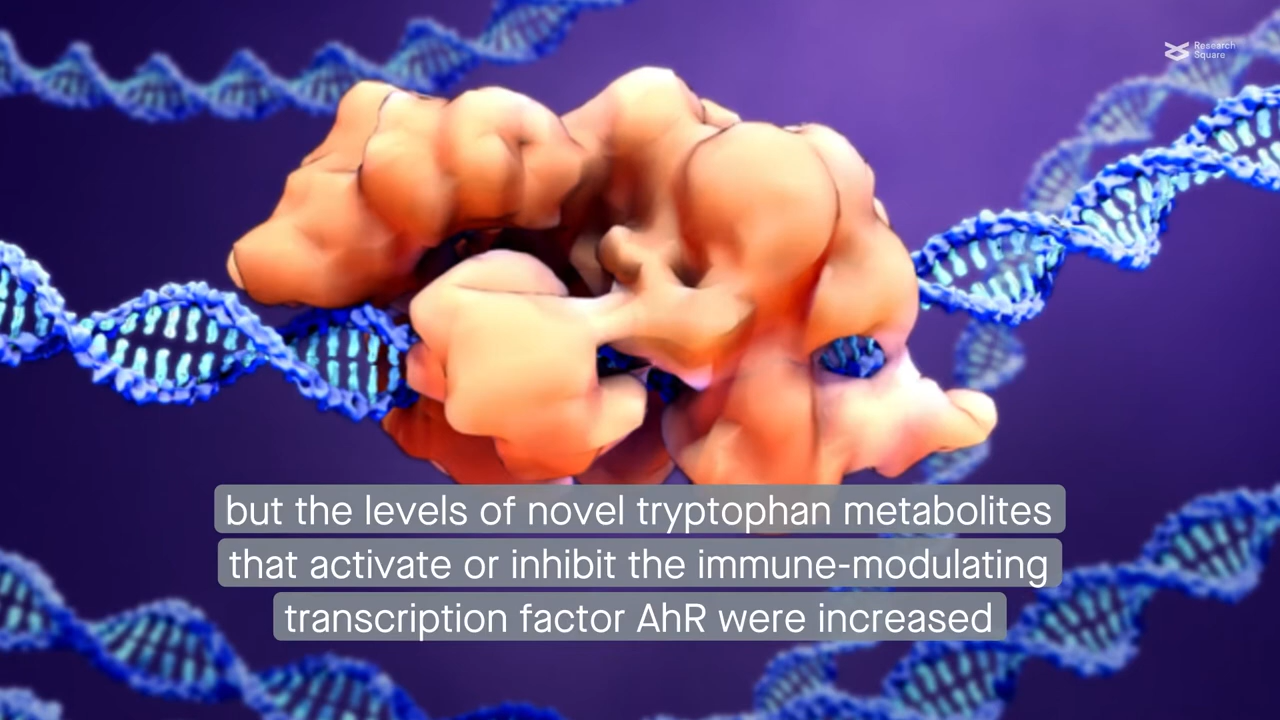 Research
Square
but the levels of novel tryptophan metabolites
that activate or inhibit the immune-modulating
transcription factor AhR were increased